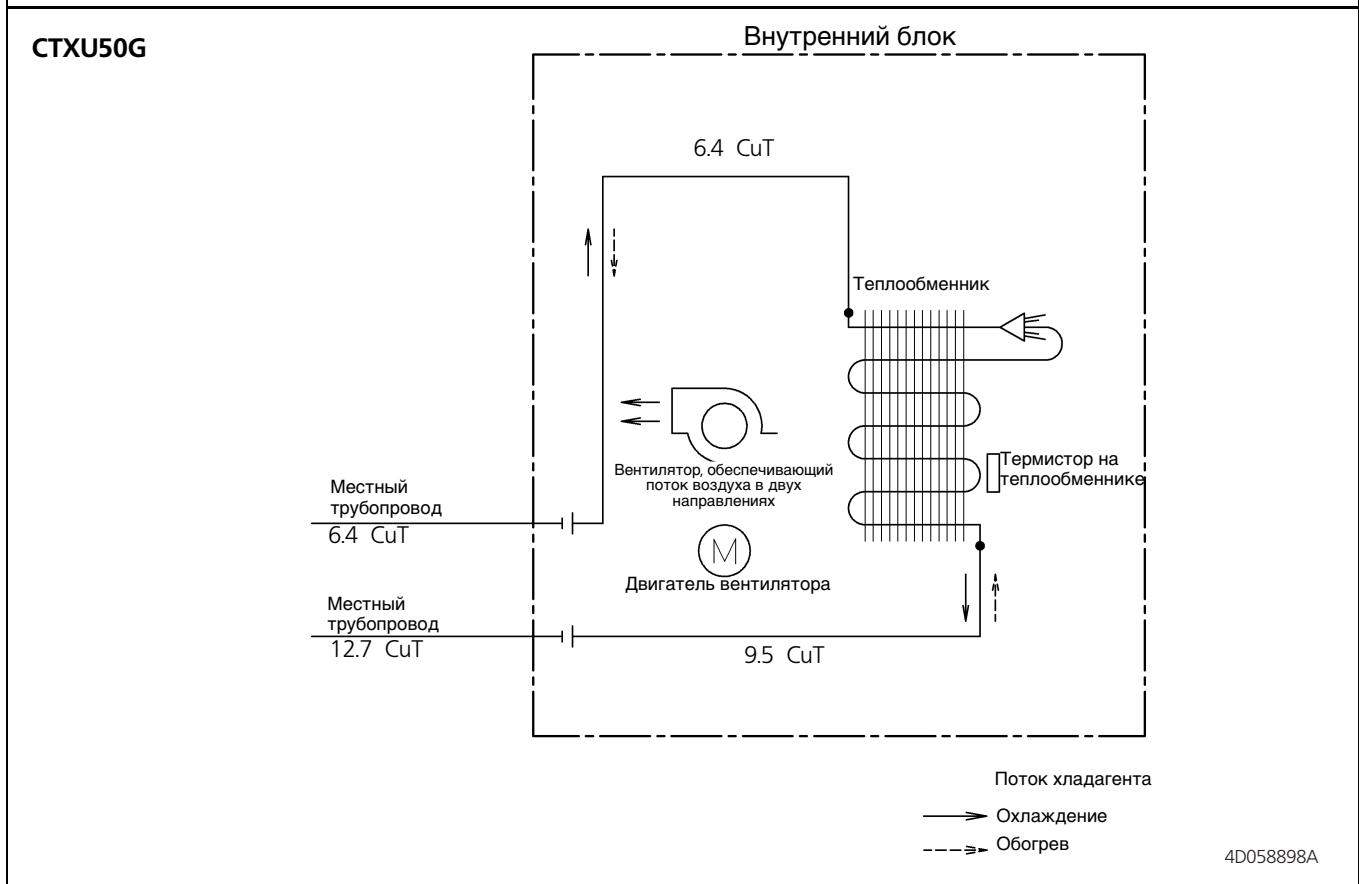 CTXU50G
Внутренний блок
6.4 CuT
Теплообменник
Вентилятор, обеспечивающий
поток воздуха в двух
направлениях
Термистор на
теплообменнике
Местный
трубопровод
6.4 CuT
Двигатель вентилятора
M
Местный
трубопровод
12.7 CuT
9.5 CuT
Поток хладагента
Охлаждение
Обогрев
4D058898A